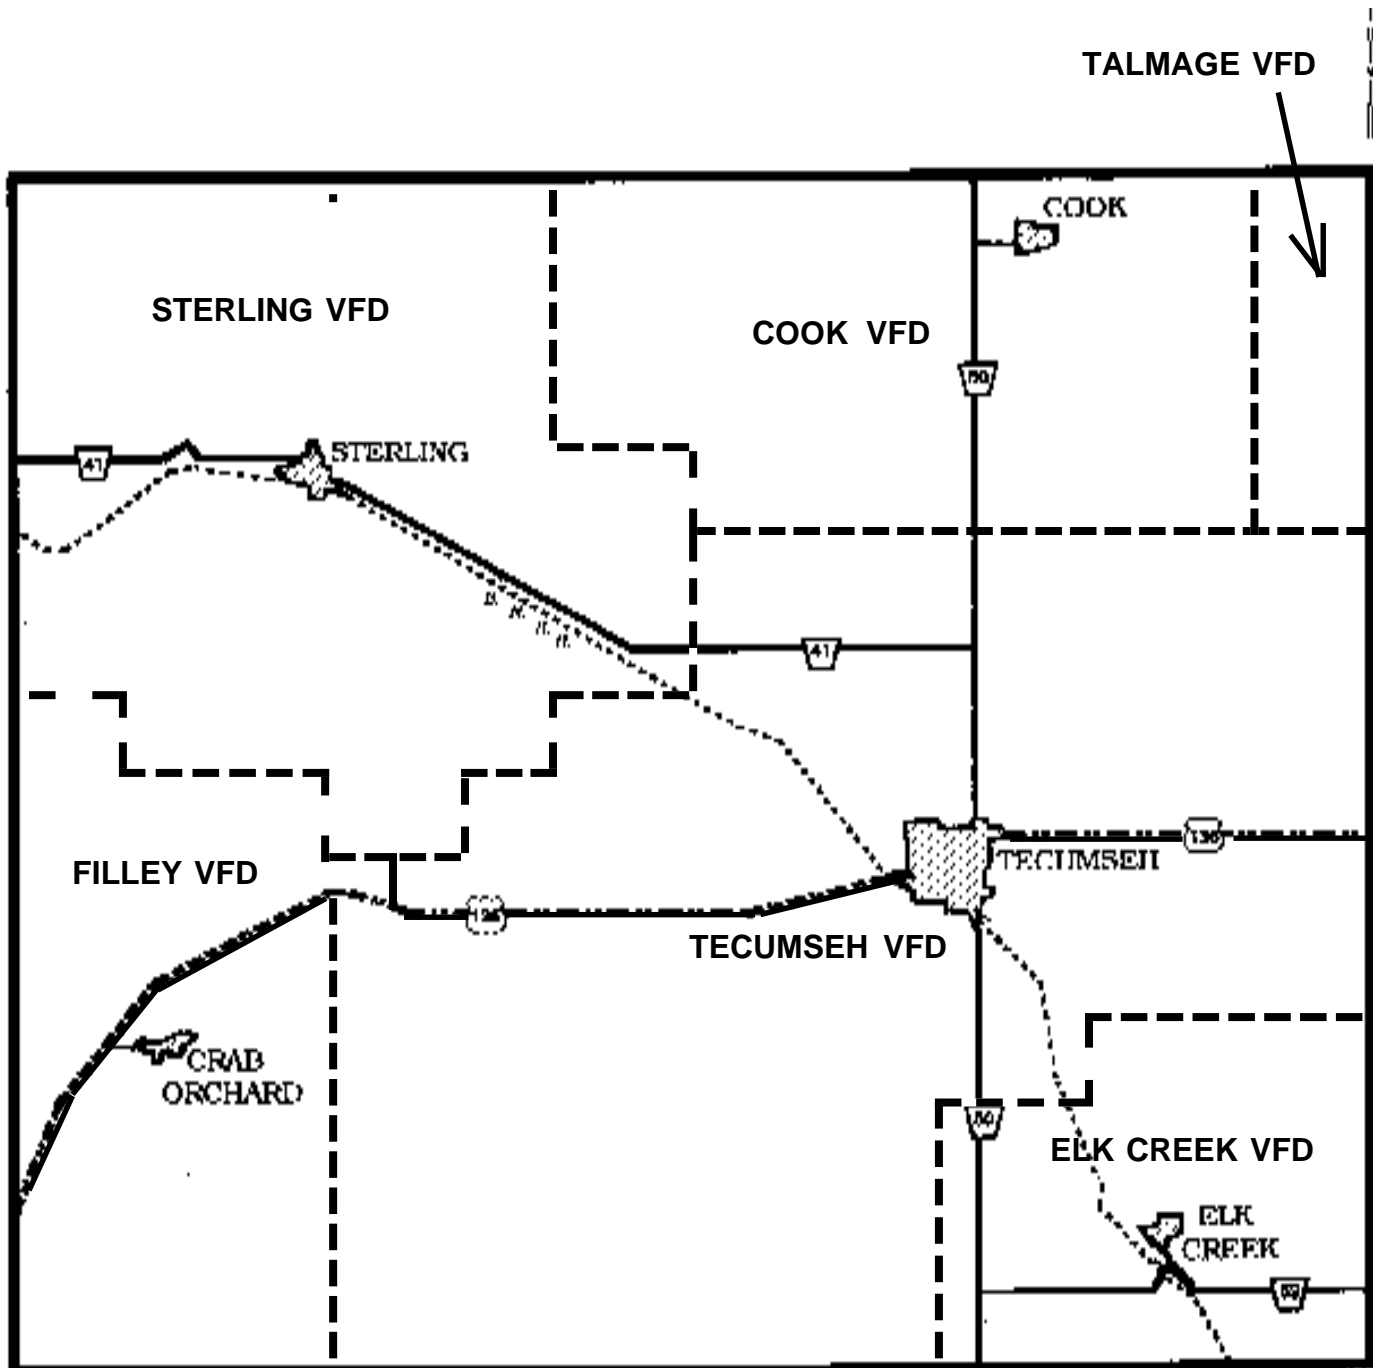 TALMAGE VFD
COOK
STERLING VFD
COOK VFD
50
STERLING
41
41
FILLEY VFD
136
TECUMSEH
136
TECUMSEH VFD
CRAB
ORCHARD
50
ELK CREEK VFD
ELK
CREEK